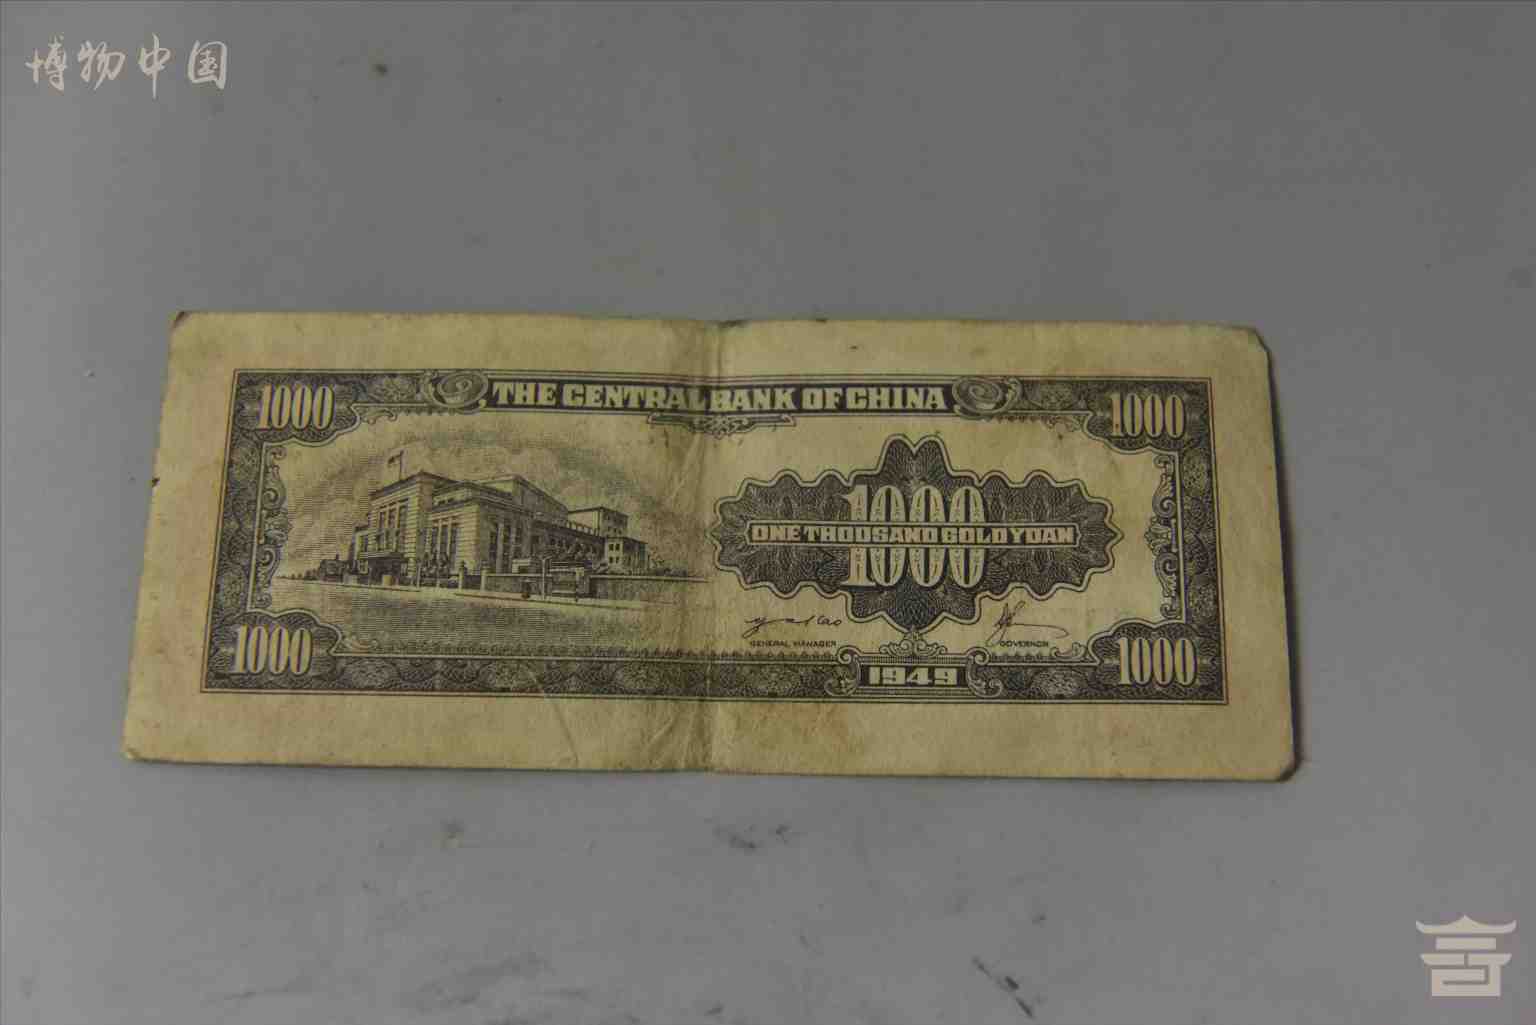 博物中国
1000
THE CENTRAL BANK OF CHINA
1000
1000
ONE THOUSAND GOLD YUAN
GENERAL MANAGER
GOVERNOR
1000
1949
1000